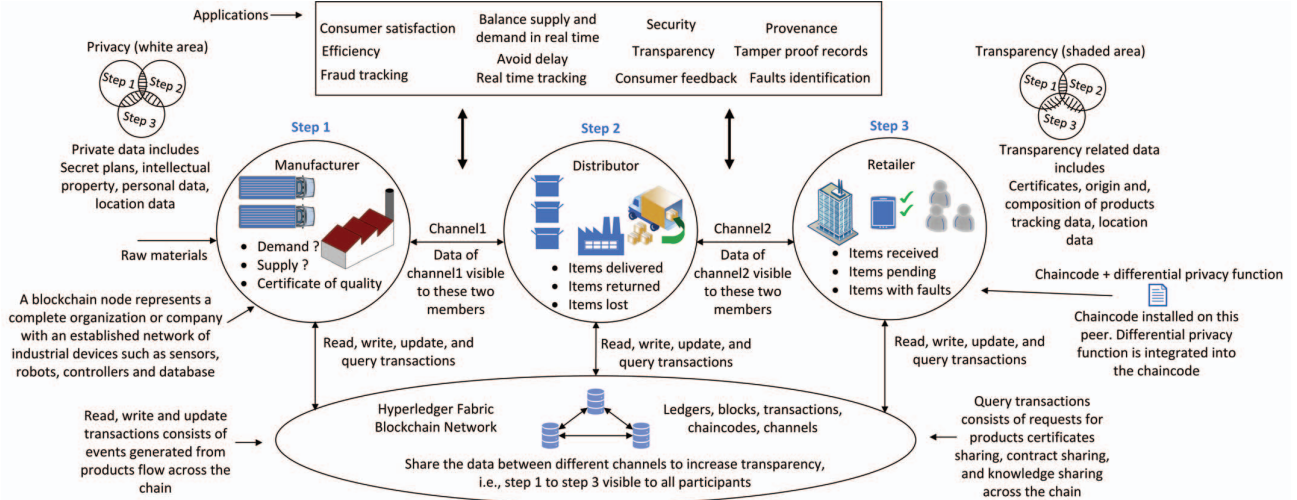 Applications
Consumer satisfaction
Efficiency
Fraud tracking
Balance supply and
demand in real time
Avoid delay
Real time tracking
Security
Transparency
Consumer feedback
Provenance
Tamper proof records
Faults identification
Privacy (white area)
Step 1
Step 2
Step 3
Private data includes
Secret plans, intellectual
property, personal data,
location data
Transparency (shaded area)
Step 1
Step 2
Step 3
Transparency related data
includes
Certificates, origin and,
composition of products
tracking data, location
data
Step 1
Manufacturer
• Demand ?
• Supply ?
• Certificate of quality
Raw materials
Channel1
Data of
channel1 visible
to these two
members
Step 2
Distributor
• Items delivered
• Items returned
• Items lost
Channel2
Data of
channel2 visible
to these two
members
Step 3
Retailer
• Items received
• Items pending
• Items with faults
Chaincode + differential privacy function
Chaincode installed on this
peer. Differential privacy
function is integrated into
the chaincode
A blockchain node represents a
complete organization or company
with an established network of
industrial devices such as sensors,
robots, controllers and database
Read, write, update, and
query transactions
Read, write, update, and
query transactions
Read, write, update, and
query transactions
Read, write and update
transactions consists of
events generated from
products flow across the
chain
Hyperledger Fabric
Blockchain Network
Ledgers, blocks, transactions,
chaincodes, channels
Share the data between different channels to increase transparency,
i.e., step 1 to step 3 visible to all participants
Query transactions
consists of requests for
products certificates
sharing, contract sharing,
and knowledge sharing
across the chain